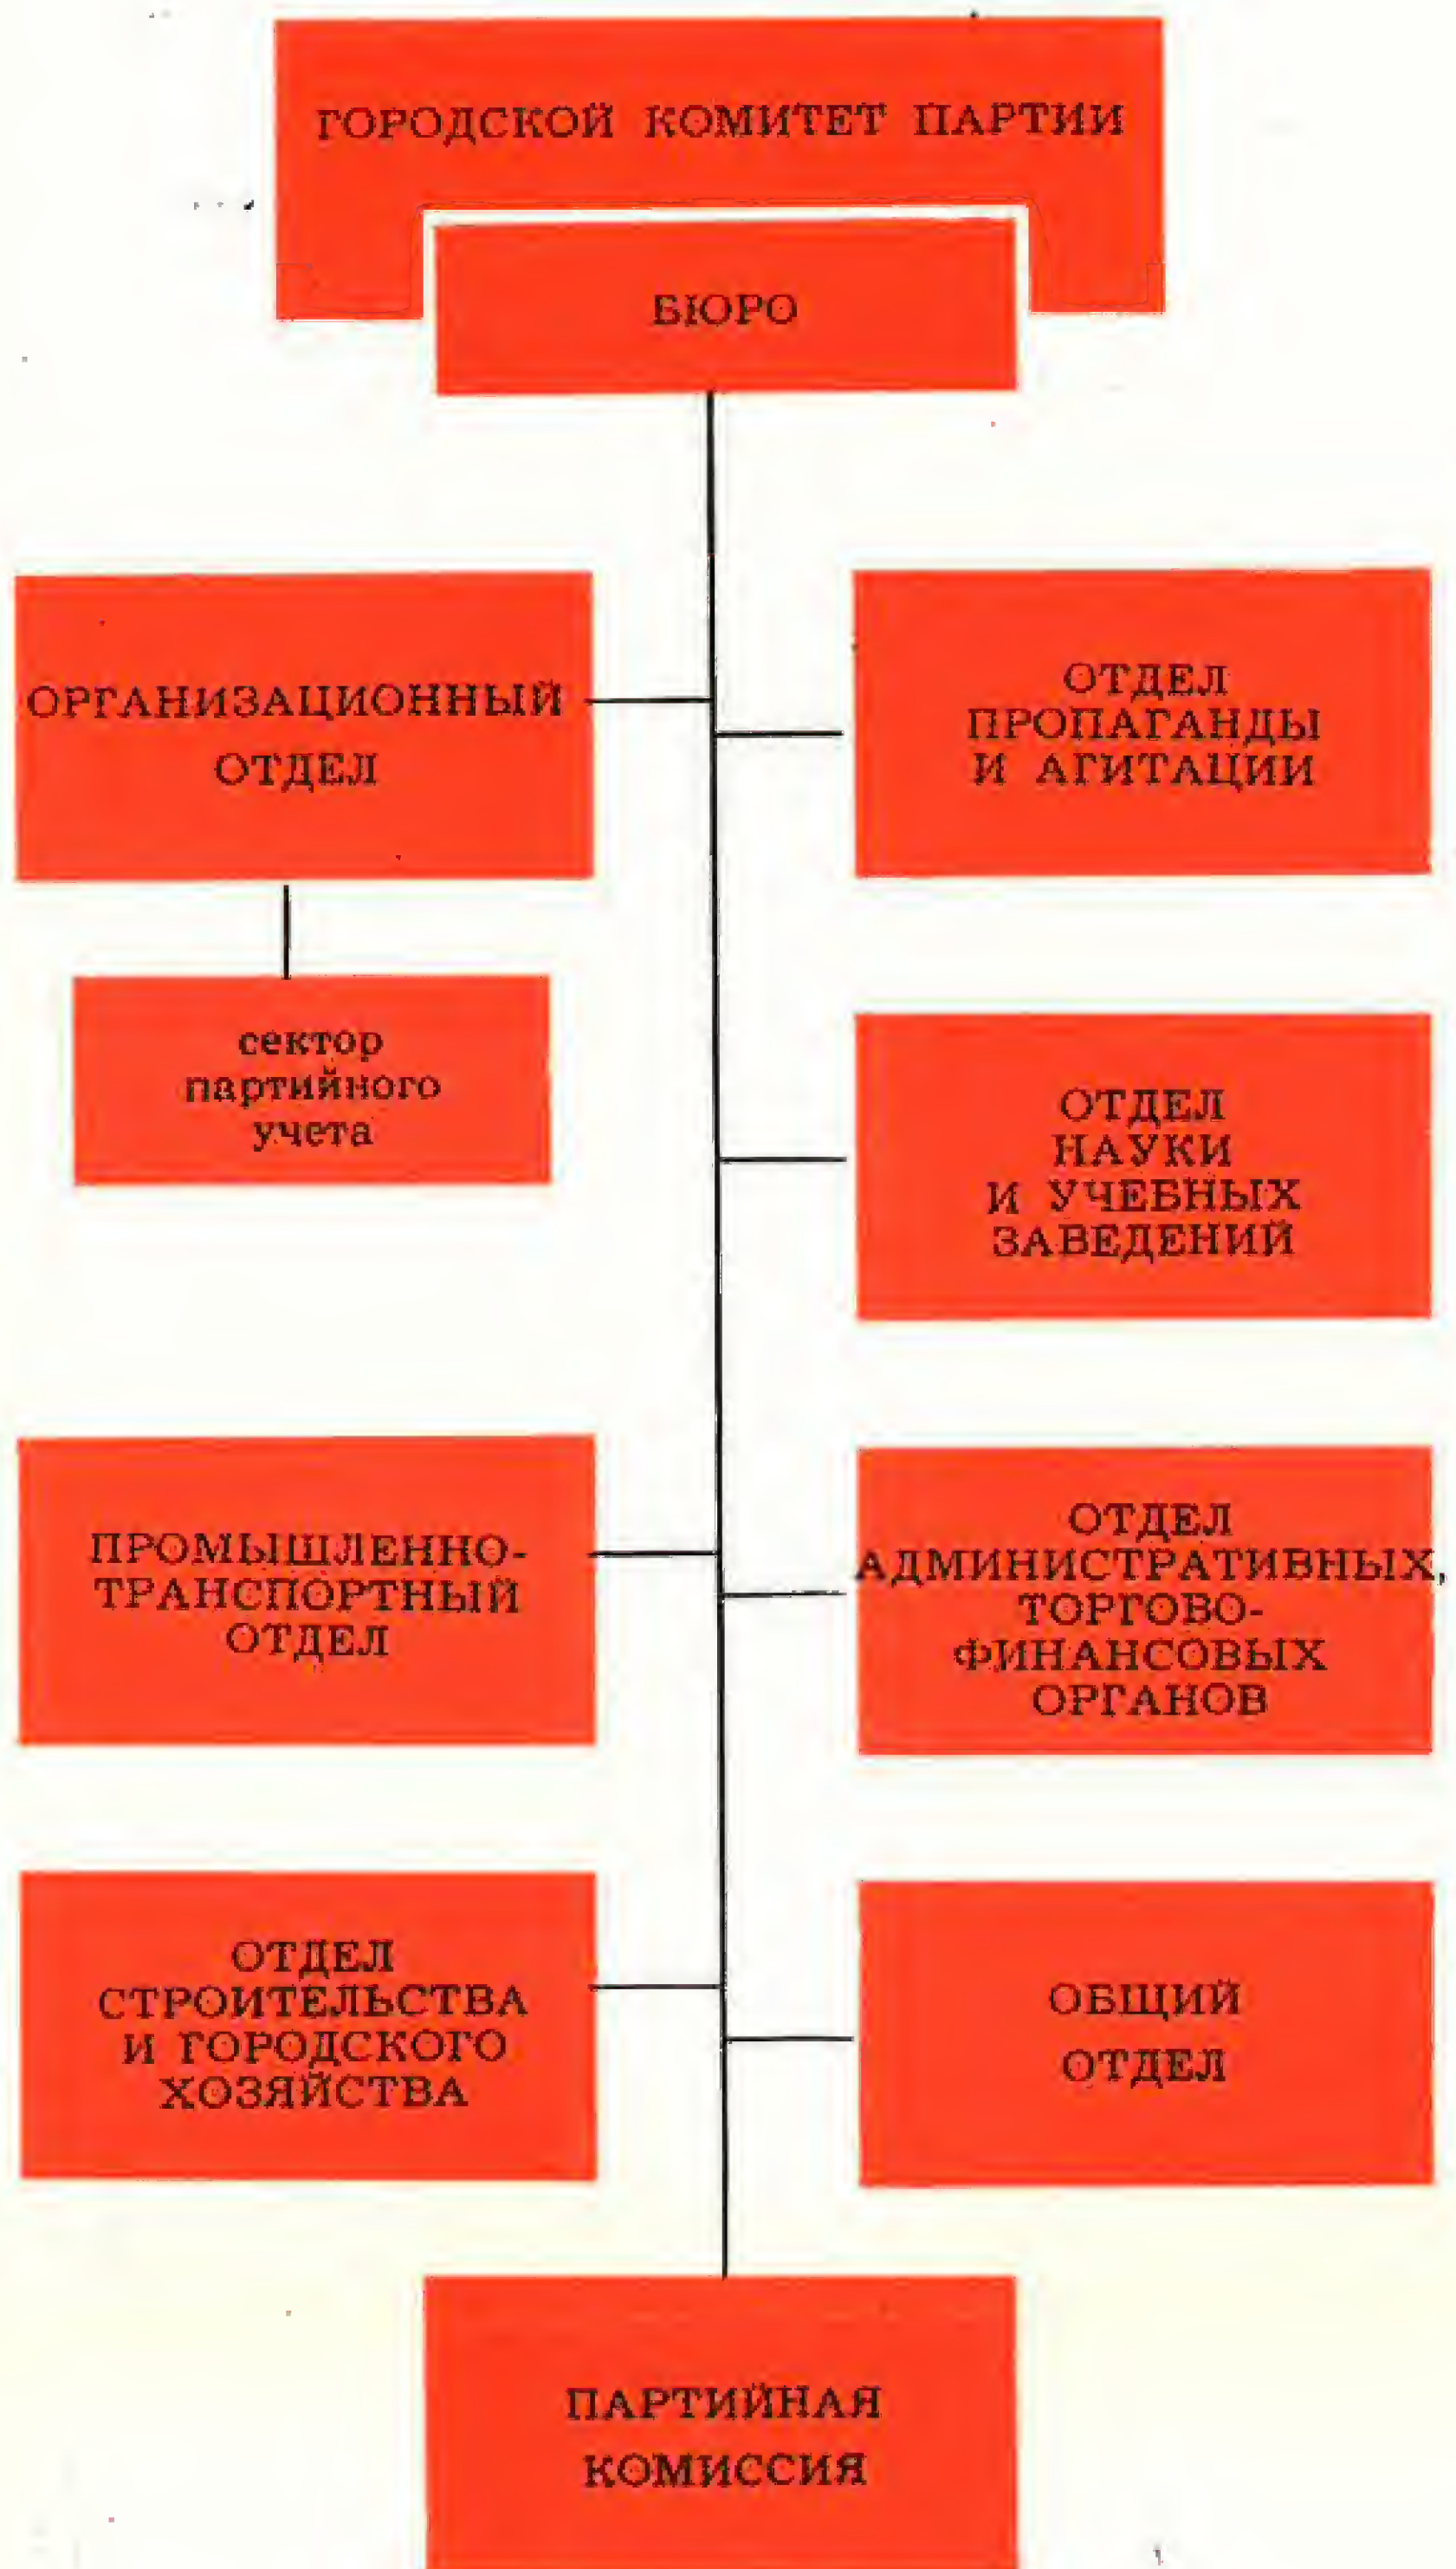 ГОРОДСКОЙ КОМИТЕТ ПАРТИИ
БЮРО
ОРГАНИЗАЦИОННЫЙ
ОТДЕЛ
ОТДЕЛ
ПРОПАГАНДЫ
И АГИТАЦИИ
сектор
партийного
учета
ОТДЕЛ
НАУКИ
И УЧЕБНЫХ
ЗАВЕДЕНИЙ
ПРОМЫШЛЕННО-
ТРАНСПОРТНЫЙ
ОТДЕЛ
ОТДЕЛ
АДМИНИСТРАТИВНЫХ,
ТОРГОВО-
ФИНАНСОВЫХ
ОРГАНОВ
ОТДЕЛ
СТРОИТЕЛЬСТВА
И ГОРОДСКОГО
ХОЗЯЙСТВА
ОБЩИЙ
ОТДЕЛ
ПАРТИЙНАЯ
КОМИССИЯ